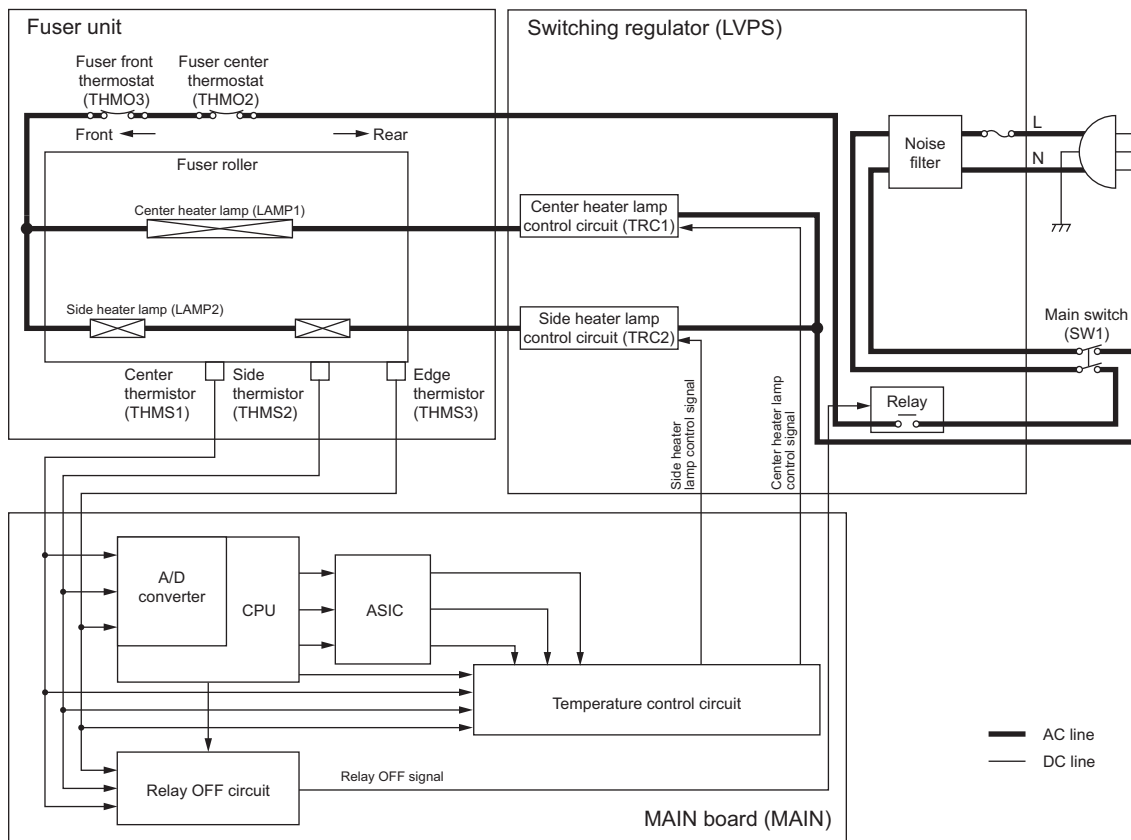 Fuser unit
Switching regulator (LVPS)
Fuser front
thermostat
(THMO3)
Fuser center
thermostat
(THMO2)
Front
Rear
Fuser roller
Center heater lamp (LAMP1)
Side heater lamp (LAMP2)
Center heater lamp
control circuit (TRC1)
Side heater lamp
control circuit (TRC2)
Noise
filter
L
N
Main switch
(SW1)
Relay
Center
thermistor
(THMS1)
Side
thermistor
(THMS2)
Edge
thermistor
(THMS3)
Side heater
lamp control signal
Center heater lamp
control signal
A/D
converter
CPU
ASIC
Temperature control circuit
Relay OFF circuit
Relay OFF signal
MAIN board (MAIN)
AC line
DC line